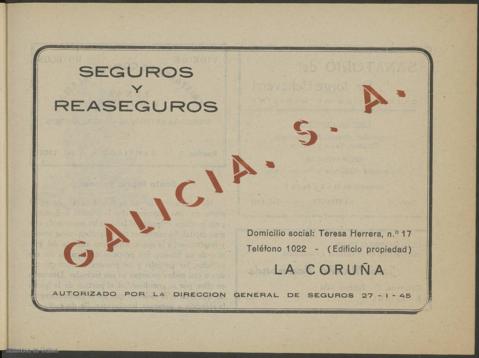 SEGUROS
Y
REASEGUROS
GALICIA. S. A.
Domicilio social: Teresa Herrera, n.º 17
Teléfono 1022 - (Edificio propiedad)
LA CORUÑA
AUTORIZADO POR LA DIRECCION GENERAL DE SEGUROS 27 - I - 45